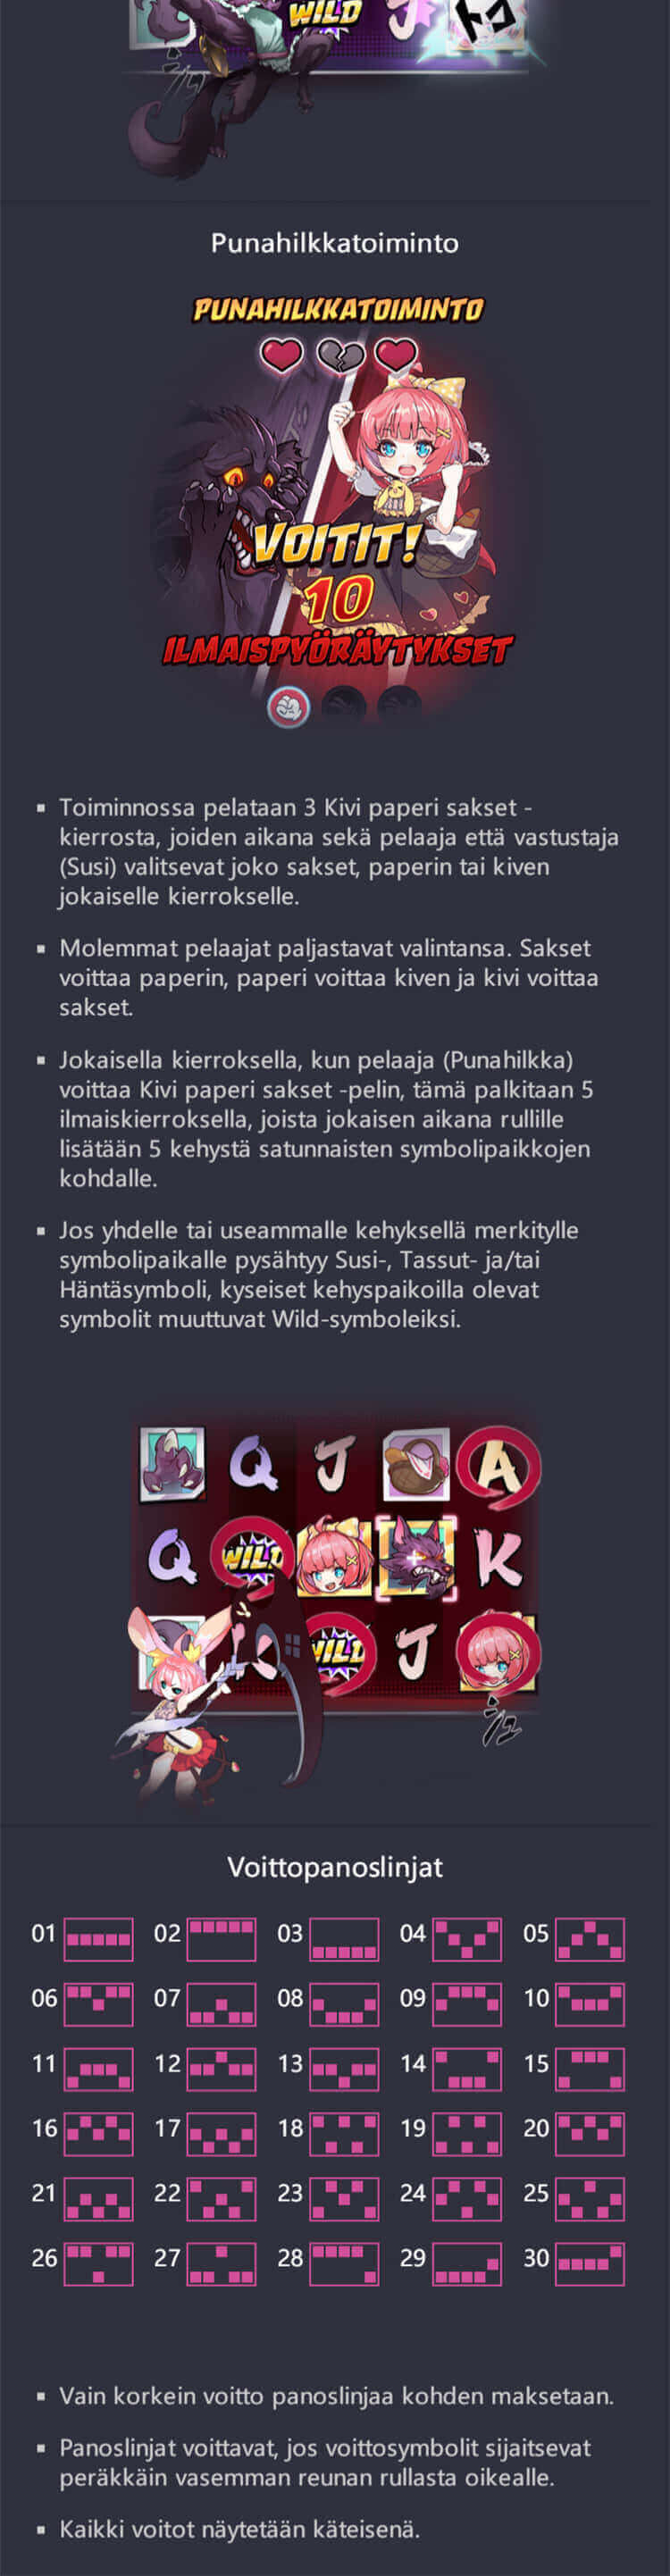 WILD
J
トコ
Punahilkkatoiminto
PUNAHILKKATOIMINTO
VOITIT!
10
ILMAISPYÖRÄYTYKSET
▪ Toiminnossa pelataan 3 Kivi paperi sakset -
kierrosta, joiden aikana sekä pelaaja että vastustaja
(Susi) valitsevat joko sakset, paperin tai kiven
jokaiselle kierrokselle.
▪ Molemmat pelaajat paljastavat valintansa. Sakset
voittaa paperin, paperi voittaa kiven ja kivi voittaa
sakset.
▪ Jokaisella kierroksella, kun pelaaja (Punahilkka)
voittaa Kivi paperi sakset -pelin, tämä palkitaan 5
ilmaiskierroksella, joista jokaisen aikana rullille
lisätään 5 kehystä satunnaisten symbolipaikkojen
kohdalle.
▪ Jos yhdelle tai useammalle kehyksellä merkitylle
symbolipaikalle pysähtyy Susi-, Tassut- ja/tai
Häntäsymboli, kyseiset kehyspaikoilla olevat
symbolit muuttuvat Wild-symboleiksi.
Q J A
Q WILD K
WILD J
シュ
Voittopanoslinjat
01 02 03 04 05
06 07 08 09 10
11 12 13 14 15
16 17 18 19 20
21 22 23 24 25
26 27 28 29 30
▪ Vain korkein voitto panoslinjaa kohden maksetaan.
▪ Panoslinjat voittavat, jos voittosymbolit sijaitsevat
peräkkäin vasemman reunan rullasta oikealle.
▪ Kaikki voitot näytetään käteisenä.